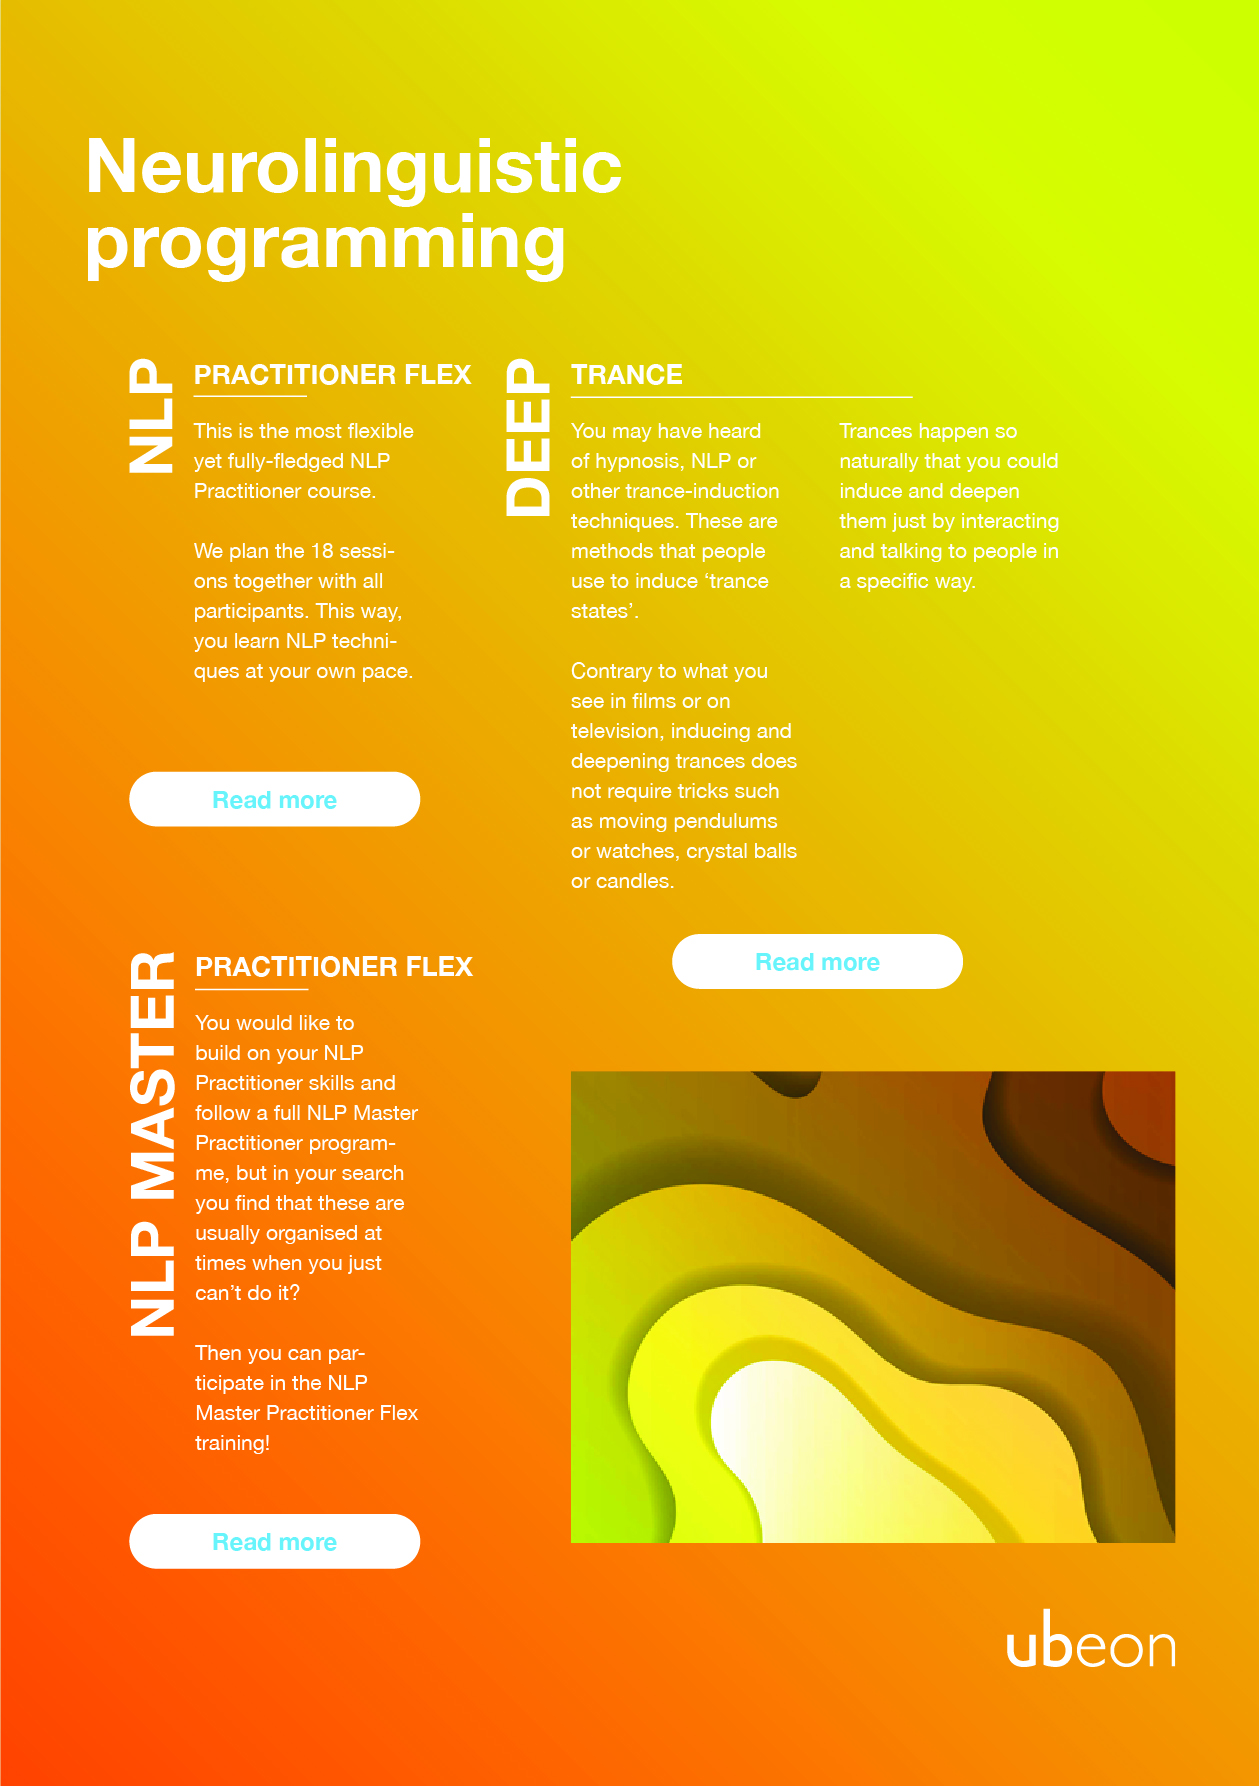 Neurolinguistic
programming
NLP
PRACTITIONER FLEX
This is the most flexible
yet fully-fledged NLP
Practitioner course.
We plan the 18 sessi-
ons together with all
participants. This way,
you learn NLP techni-
ques at your own pace.
Read more
NLP MASTER
PRACTITIONER FLEX
You would like to
build on your NLP
Practitioner skills and
follow a full NLP Master
Practitioner program-
me, but in your search
you find that these are
usually organised at
times when you just
can’t do it?
Then you can par-
ticipate in the NLP
Master Practitioner Flex
training!
Read more
DEEP
TRANCE
You may have heard
of hypnosis, NLP or
other trance-induction
techniques. These are
methods that people
use to induce ‘trance
states’.
Contrary to what you
see in films or on
television, inducing and
deepening trances does
not require tricks such
as moving pendulums
or watches, crystal balls
or candles.
Trances happen so
naturally that you could
induce and deepen
them just by interacting
and talking to people in
a specific way.
Read more
ubeon